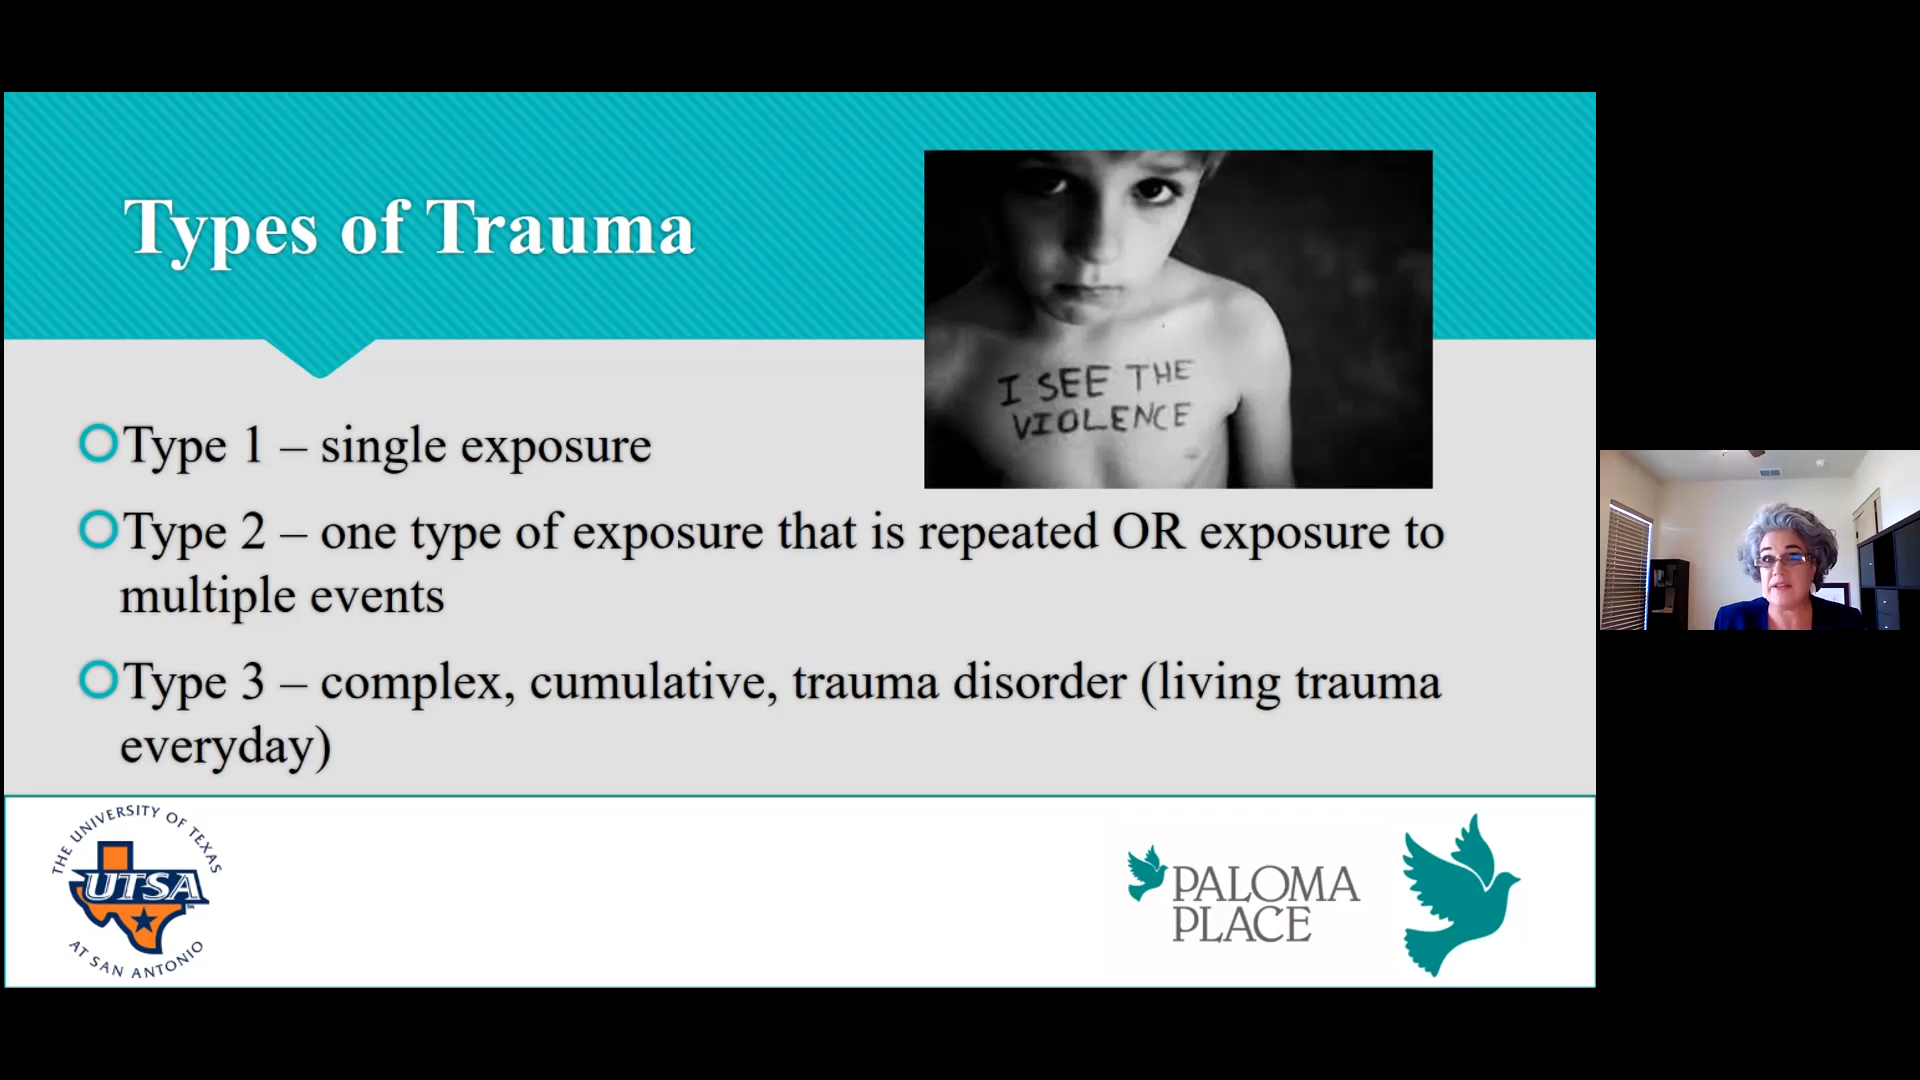 Types of Trauma
I SEE THE
VIOLENCE
Type 1 – single exposure
Type 2 – one type of exposure that is repeated OR exposure to
multiple events
Type 3 – complex, cumulative, trauma disorder (living trauma
everyday)
THE UNIVERSITY OF TEXAS
UTSA
AT SAN ANTONIO
PALOMA
PLACE